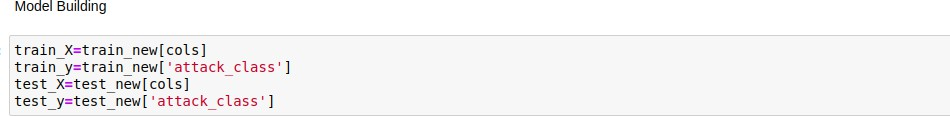 Model Building
train_X=train_new[cols]
train_y=train_new['attack_class']
test_X=test_new[cols]
test_y=test_new['attack_class']